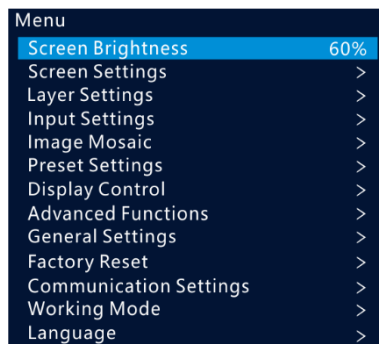 Menu
Screen Brightness 60%
Screen Settings >
Layer Settings >
Input Settings >
Image Mosaic >
Preset Settings >
Display Control >
Advanced Functions >
General Settings >
Factory Reset >
Communication Settings >
Working Mode >
Language >